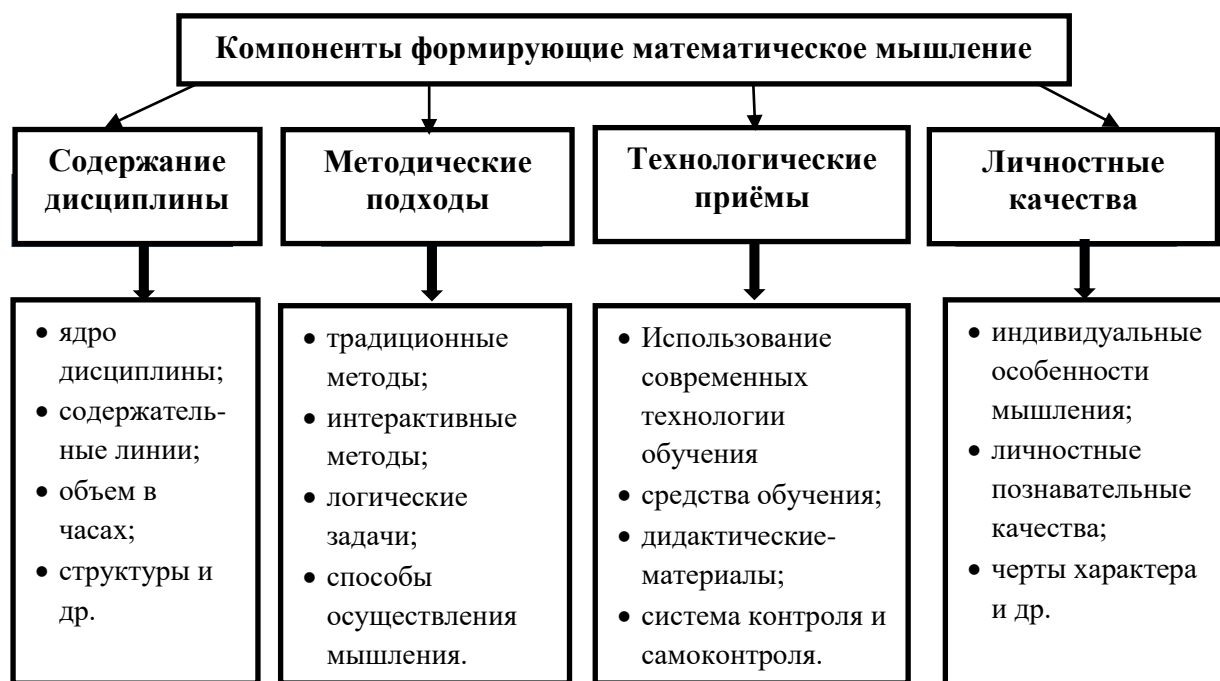 Компоненты формирующие математическое мышление
Содержание
дисциплины
Методические
подходы
Технологические
приёмы
Личностные
качества
• ядро
дисциплины;
• содержатель-
ные линии;
• объем в
часах;
• структуры и
др.
• традиционные
методы;
• интерактивные
методы;
• логические
задачи;
• способы
осуществления
мышления.
• Использование
современных
технологии
обучения
• средства обучения;
• дидактические-
материалы;
• система контроля и
самоконтроля.
• индивидуальные
особенности
мышления;
• личностные
познавательные
качества;
• черты характера
и др.